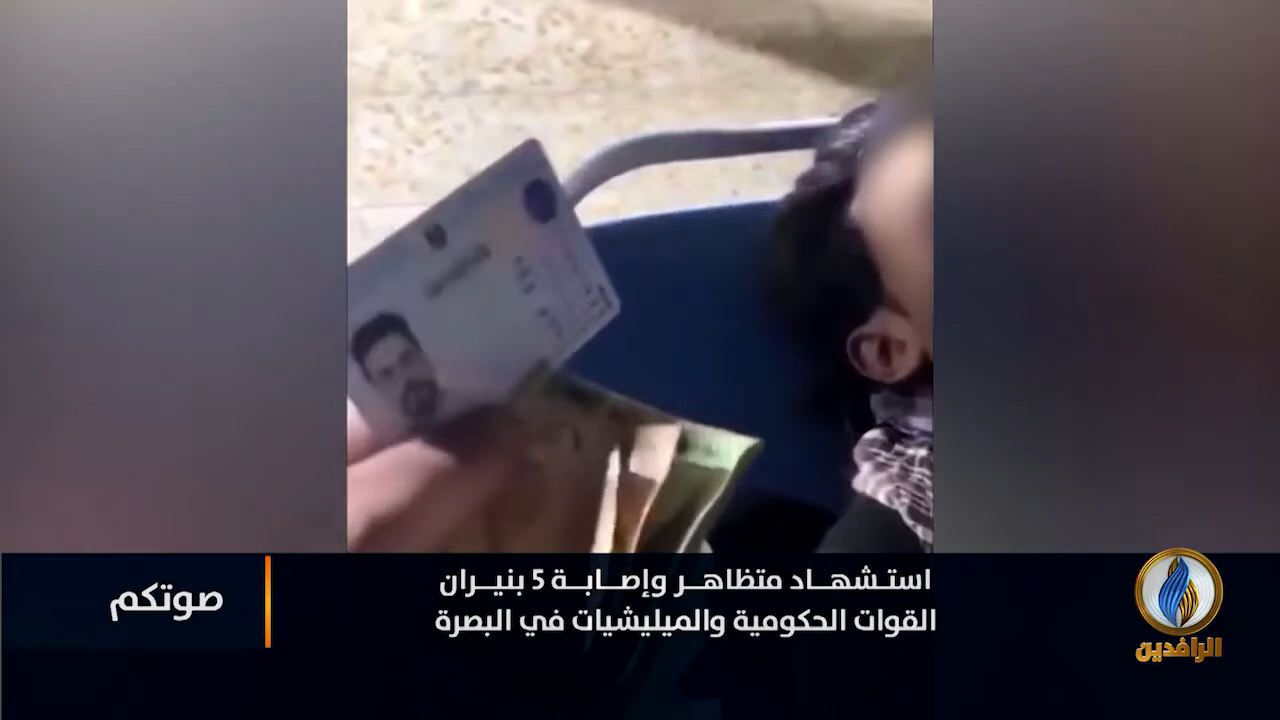 استشهاد متظاهر وإصابة 5 بنيران
القوات الحكومية والميليشيات في البصرة
صوتكم
الرافدين